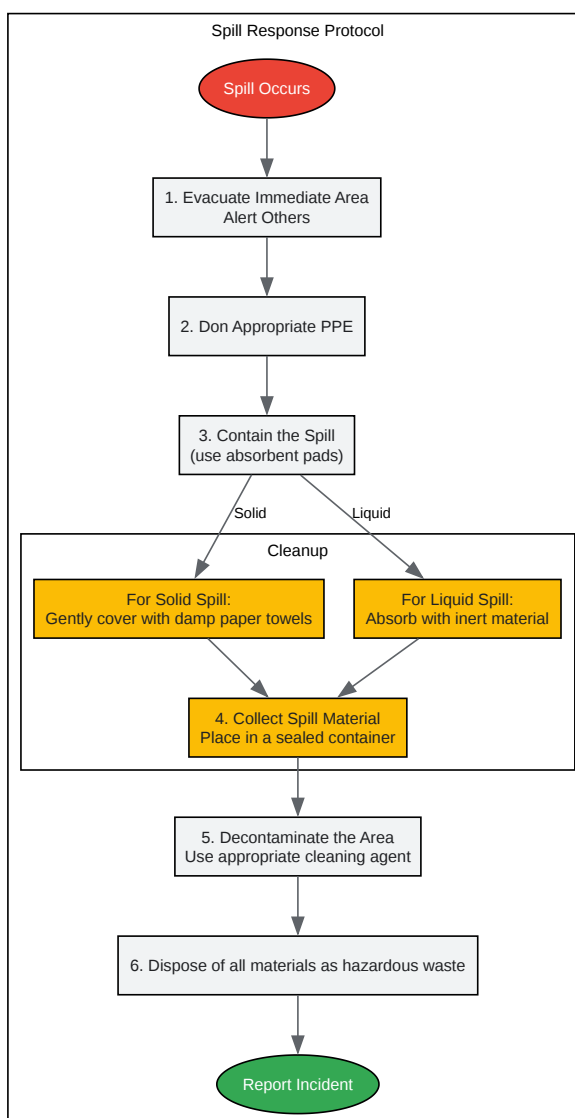 Spill Response Protocol
Spill Occurs
1. Evacuate Immediate Area
Alert Others
2. Don Appropriate PPE
3. Contain the Spill
(use absorbent pads)
Solid
Liquid
Cleanup
For Solid Spill:
Gently cover with damp paper towels
For Liquid Spill:
Absorb with inert material
4. Collect Spill Material
Place in a sealed container
5. Decontaminate the Area
Use appropriate cleaning agent
6. Dispose of all materials as hazardous waste
Report Incident